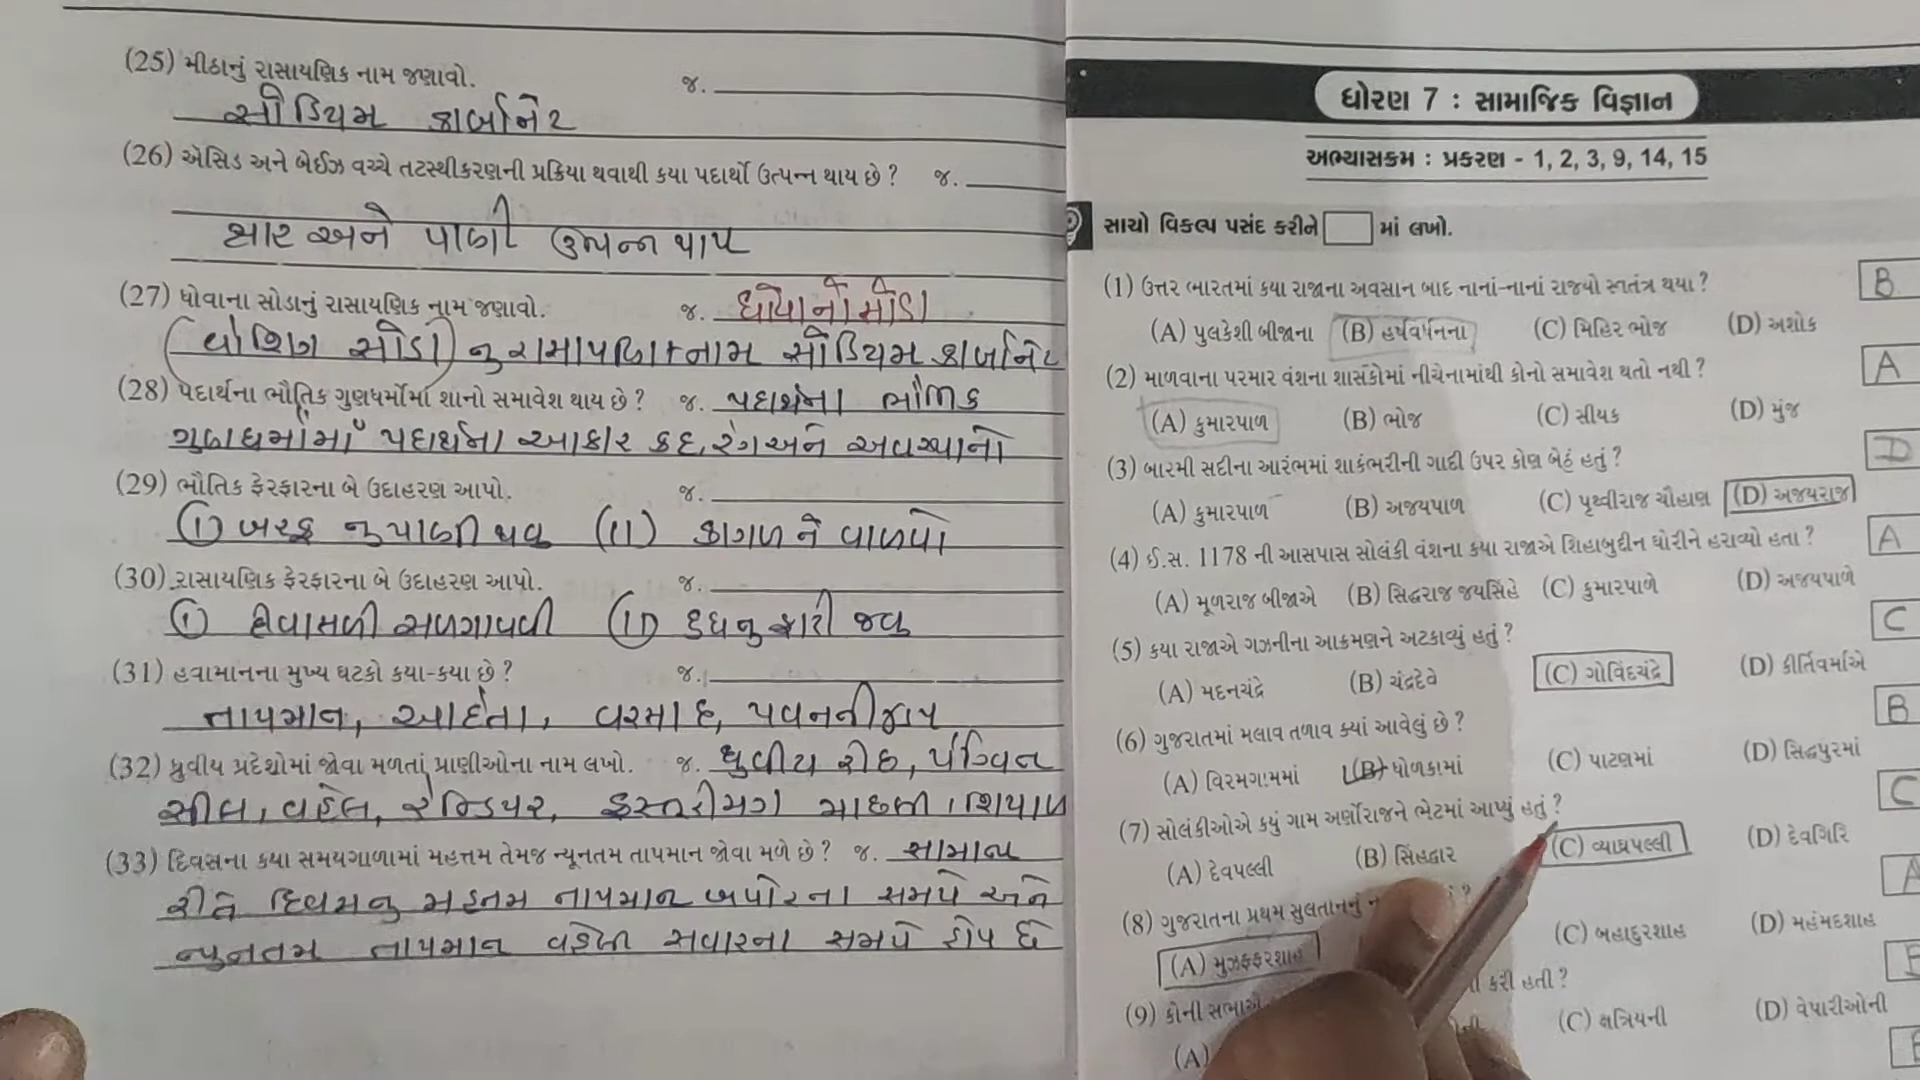 (25) મીઠાનું રાસાયણિક નામ જણાવો. જ.
સોડિયમ કાર્બોનેટ
(26) એસિડ અને બેઈઝ વચ્ચે તટસ્થીકરણની પ્રક્રિયા થવાથી કયા પદાર્થો ઉત્પન્ન થાય છે ? જ.
ક્ષાર અને પાણી ઉત્પન્ન થાય
(27) ધોવાના સોડાનું રાસાયણિક નામ જણાવો. જ. ધોવાનો સોડા
(વોશિંગ સોડા) નુ રાસાયણિક નામ સોડિયમ કાર્બોનેટ
(28) પદાર્થના ભૌતિક ગુણધર્મોમાં શાનો સમાવેશ થાય છે ? જ. પદાર્થના ભૌતિક
ગુણધર્મોમાં પદાર્થના આકાર કદ, રંગ અને અવસ્થાનો
(29) ભૌતિક ફેરફારના બે ઉદાહરણ આપો. જ.
(I) બરફ નુ પાણી થવુ (II) કાગળ ને વાળવો
(30) રાસાયણિક ફેરફારના બે ઉદાહરણ આપો. જ.
(I) દીવાસળી સળગાવવી (II) દુધનુ ફાટી જવુ
(31) હવામાનના મુખ્ય ઘટકો કયા-કયા છે ? જ.
તાપમાન, આર્દ્રતા, વરસાદ, પવનની ઝડપ
(32) ધ્રુવીય પ્રદેશોમાં જોવા મળતાં પ્રાણીઓના નામ લખો. જ. ધ્રુવીય રીંછ, પેંગ્વિન
સીલ, વ્હેલ, રેન્ડિયર, કસ્તુરીમૃગ માછલી, શિયાળ
(33) દિવસના કયા સમયગાળામાં મહત્તમ તેમજ ન્યૂનતમ તાપમાન જોવા મળે છે ? જ. સામાન્ય
રીતે દિવસનુ મહત્તમ તાપમાન બપોરના સમયે અને
ન્યુનતમ તાપમાન વહેલી સવારના સમયે હોય છે
ધોરણ 7 : સામાજિક વિજ્ઞાન
અભ્યાસક્રમ : પ્રકરણ - 1, 2, 3, 9, 14, 15
સાચો વિકલ્પ પસંદ કરીને માં લખો.
(1) ઉત્તર ભારતમાં કયા રાજાના અવસાન બાદ નાનાં-નાનાં રાજ્યો સ્વતંત્ર થયા ? B
(A) પુલકેશી બીજાના (B) હર્ષવર્ધનના (C) મિહિર ભોજ (D) અશોક
(2) માળવાના પરમાર વંશના શાસકોમાં નીચેનામાંથી કોનો સમાવેશ થતો નથી ? A
(A) કુમારપાળ (B) ભોજ (C) સીયક (D) મુંજ
(3) બારમી સદીના આરંભમાં શાકંભરીની ગાદી ઉપર કોણ બેઠું હતું ? D
(A) કુમારપાળ (B) અજયપાળ (C) પૃથ્વીરાજ ચૌહાણ (D) અજયરાજ
(4) ઈ.સ. 1178 ની આસપાસ સોલંકી વંશના કયા રાજાએ શિહાબુદ્દીન ઘોરીને હરાવ્યો હતા ? A
(A) મૂળરાજ બીજાએ (B) સિદ્ધરાજ જયસિંહે (C) કુમારપાળે (D) અજયપાળે
(5) કયા રાજાએ ગઝનીના આક્રમણને અટકાવ્યું હતું ? C
(A) મદનચંદ્રે (B) ચંદ્રદેવે (C) ગોવિંદચંદ્રે (D) કીર્તિવર્માએ
(6) ગુજરાતમાં મલાવ તળાવ ક્યાં આવેલું છે ? B
(A) વિરમગામમાં (B) ધોળકામાં (C) પાટણમાં (D) સિદ્ધપુરમાં
(7) સોલંકીઓએ કયું ગામ અર્ણોરાજને ભેટમાં આપ્યું હતું ? C
(A) દેવપલ્લી (B) સિંહદ્વાર (C) વ્યાઘ્રપલ્લી (D) દેવગિરિ
(8) ગુજરાતના પ્રથમ સુલતાનનું ? A
(A) મુઝફ્ફરશાહ (C) બહાદુરશાહ (D) મહંમદશાહ
(9) કોની કરી હતી ?
(A) (C) ક્ષત્રિયની (D) વેપારીઓની